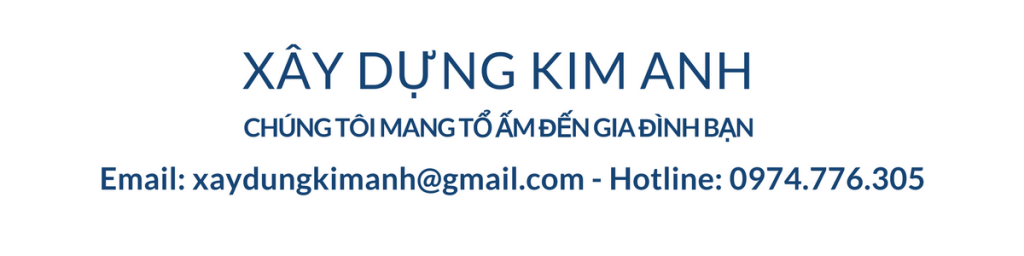 XÂY DỰNG KIM ANH
CHÚNG TÔI MANG TỔ ẤM ĐẾN GIA ĐÌNH BẠN
Email: xaydungkimanh@gmail.com - Hotline: 0974.776.305